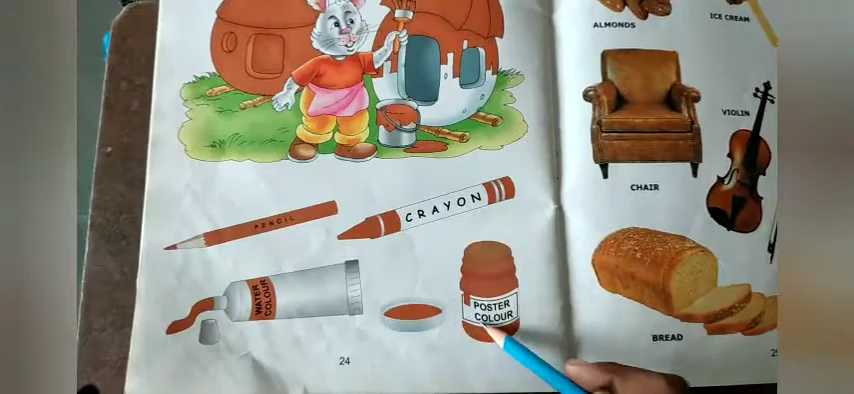 PENCIL
CRAYON
WATER
COLOUR
POSTER
COLOUR
24
ALMONDS
ICE CREAM
VIOLIN
CHAIR
BREAD